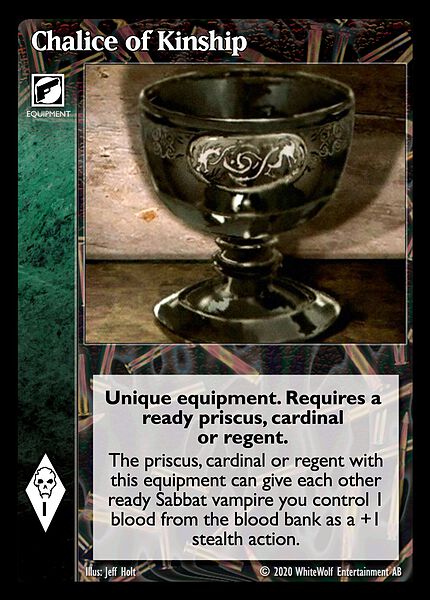 Chalice of Kinship
EQUIPMENT
Unique equipment. Requires a
ready priscus, cardinal
or regent.
The priscus, cardinal or regent with
this equipment can give each other
ready Sabbat vampire you control 1
blood from the blood bank as a +1
stealth action.
1
Illus: Jeff Holt
© 2020 WhiteWolf Entertainment AB